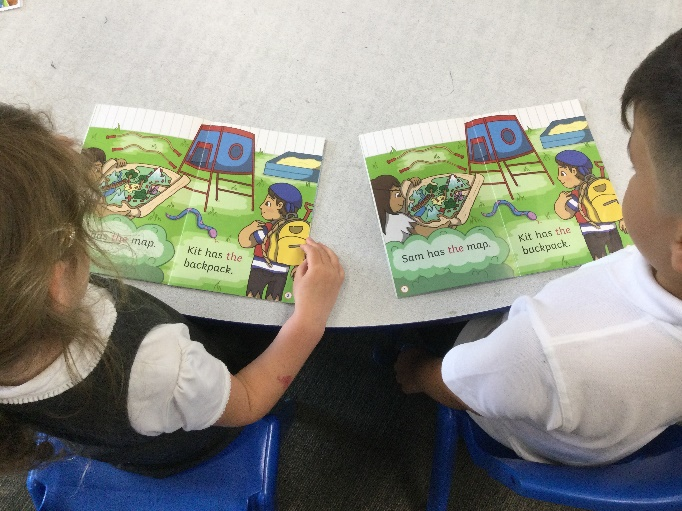 the map.
Kit has the
backpack.
Sam has the map.
Kit has the
backpack.